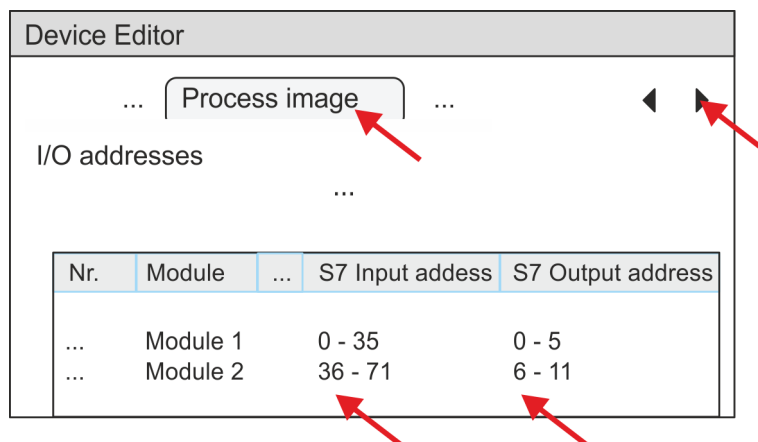 Device Editor
... Process image ...
I/O addresses
...
Nr. Module ... S7 Input addess S7 Output address
... Module 1 0 - 35 0 - 5
... Module 2 36 - 71 6 - 11